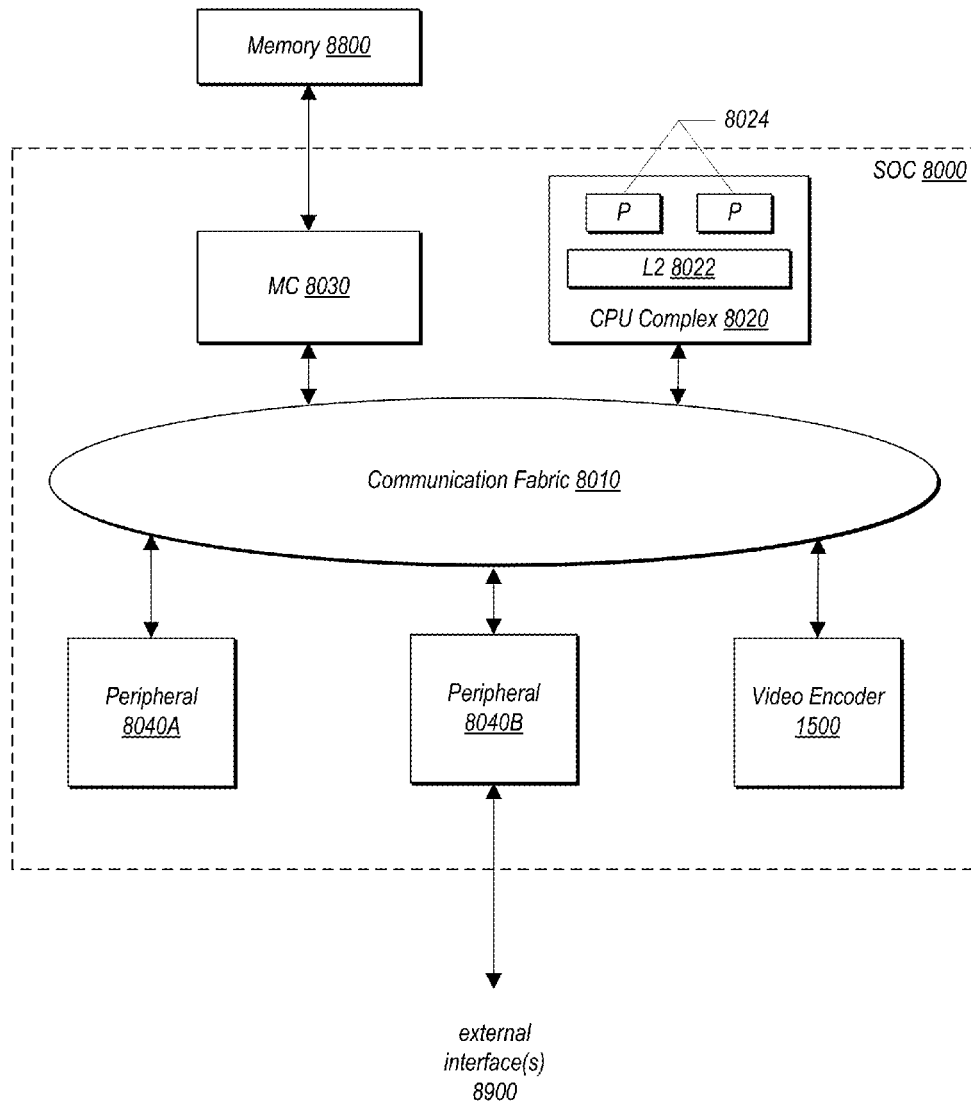 Memory 8800
8024
SOC 8000
P P
MC 8030
L2 8022
CPU Complex 8020
Communication Fabric 8010
Peripheral
8040A
Peripheral
8040B
Video Encoder
1500
external
interface(s)
8900